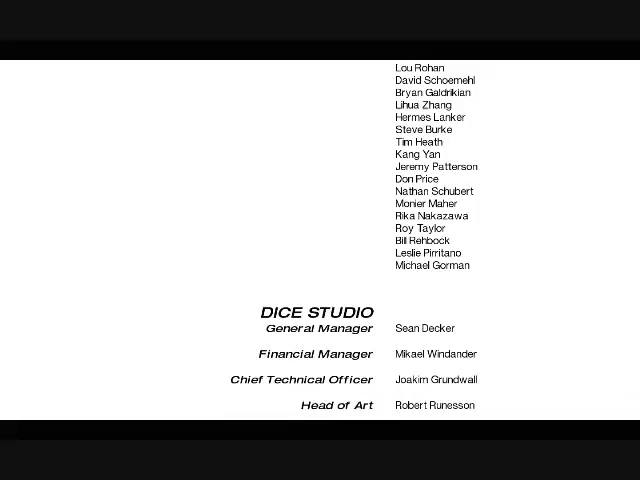 Lou Rohan
David Schoemehl
Bryan Galdrikian
Lihua Zhang
Hermes Lanker
Steve Burke
Tim Heath
Kang Yan
Jeremy Patterson
Don Price
Nathan Schubert
Monier Maher
Rika Nakazawa
Roy Taylor
Bill Rehbock
Leslie Pirritano
Michael Gorman
DICE STUDIO
General Manager Sean Decker
Financial Manager Mikael Windander
Chief Technical Officer Joakim Grundwall
Head of Art Robert Runesson